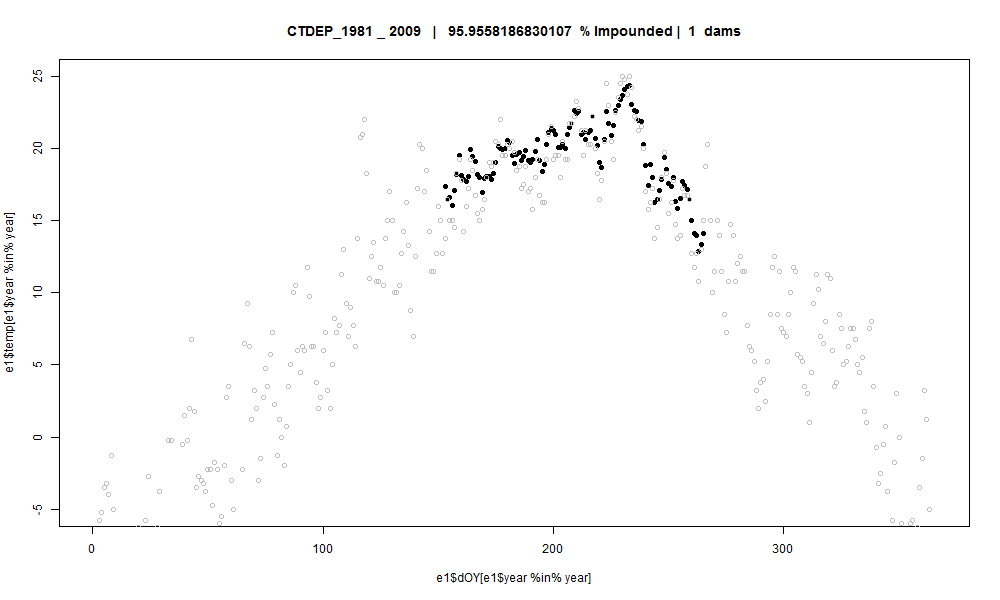 CTDEP_1981 _ 2009 | 95.9558186830107 % Impounded | 1 dams
e1$temp[e1$year %in% year]
25
20
15
10
5
0
-5
0 100 200 300
e1$dOY[e1$year %in% year]